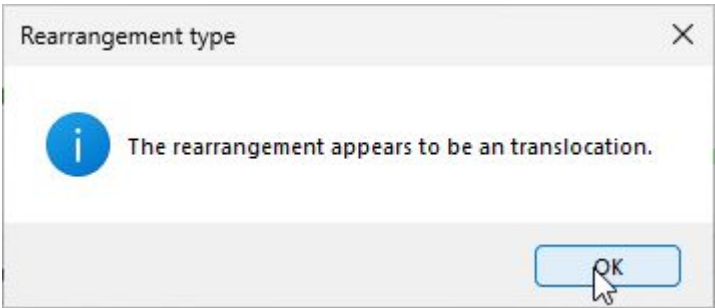 Rearrangement type
The rearrangement appears to be an translocation.
OK